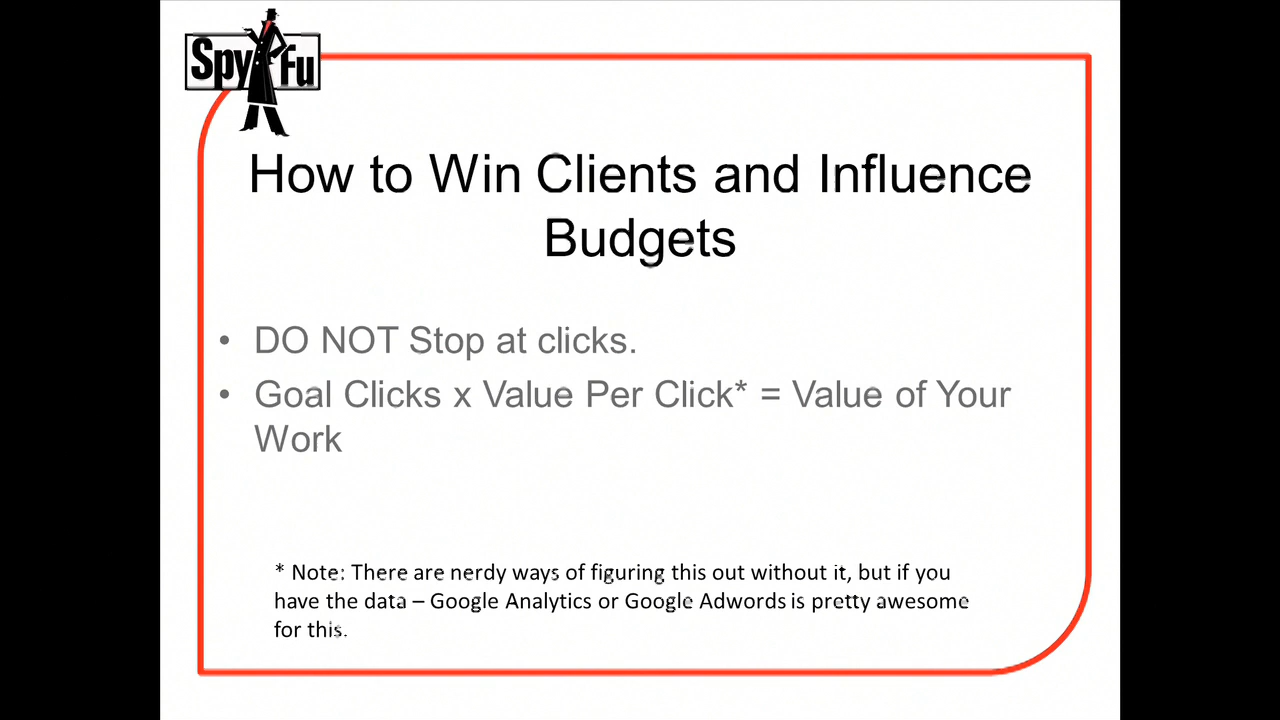 Spy Fu
How to Win Clients and Influence
Budgets
• DO NOT Stop at clicks.
• Goal Clicks x Value Per Click* = Value of Your
Work
* Note: There are nerdy ways of figuring this out without it, but if you
have the data – Google Analytics or Google Adwords is pretty awesome
for this.